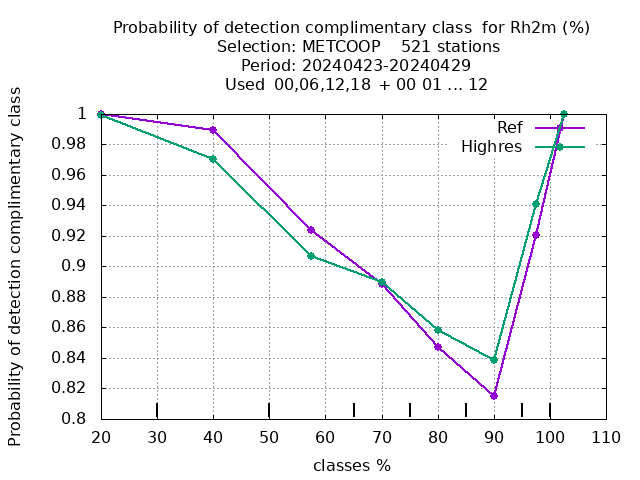 Probability of detection complimentary class  for Rh2m (%)
Selection: METCOOP    521 stations
Period: 20240423-20240429
Used  00,06,12,18 + 00 01 ... 12
Probability of detection complimentary class
1
0.98
0.96
0.94
0.92
0.9
0.88
0.86
0.84
0.82
0.8
Ref
Highres
20 30 40 50 60 70 80 90 100 110
classes %